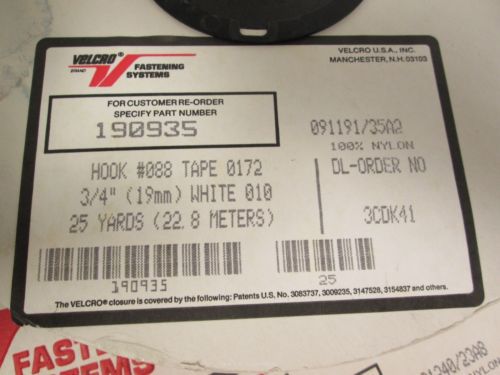 VELCRO®
BRAND
FASTENING
SYSTEMS
VELCRO U.S.A., INC.
MANCHESTER, N.H. 03103
FOR CUSTOMER RE-ORDER
SPECIFY PART NUMBER
190935
091191/35A2
100% NYLON
HOOK #088 TAPE 0172
DL-ORDER NO
3/4" (19mm) WHITE 010
25 YARDS (22.8 METERS)
3CDK41
190935
25
The VELCRO® closure is covered by the following: Patents U.S. No. 3083737, 3009235, 3147528, 3154837 and others.